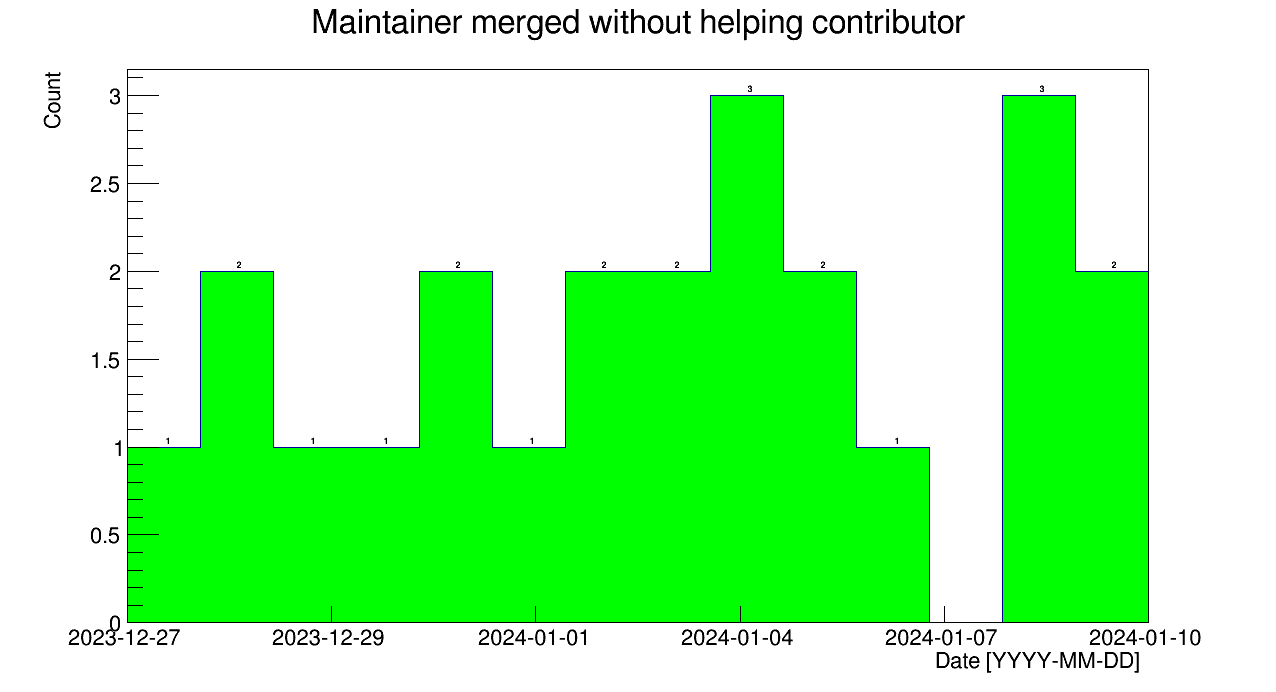 Maintainer merged without helping contributor
Count
3
2.5
2
1.5
1
0.5
0
1 2 1 1 2 1 2 2 3 2 1 3 2
2023-12-27 2023-12-29 2024-01-01 2024-01-04 2024-01-07 2024-01-10
Date [YYYY-MM-DD]